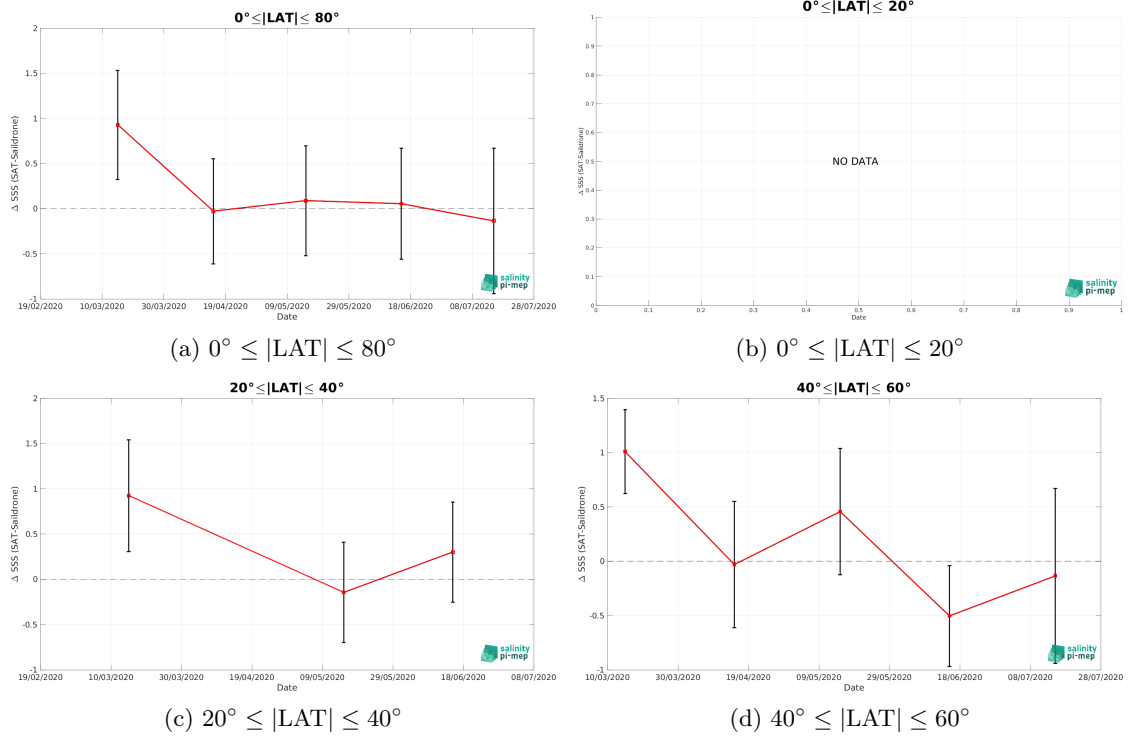 0°≤|LAT|≤ 80°
Δ SSS (SAT-Saildrone)
2
1.5
1
0.5
0
-0.5
-1
19/02/2020 10/03/2020 30/03/2020 19/04/2020 09/05/2020 29/05/2020 18/06/2020 08/07/2020 28/07/2020
Date
salinity
pi-mep
(a) 0° ≤ |LAT| ≤ 80°
0°≤|LAT|≤ 20°
Δ SSS (SAT-Saildrone)
1
0.9
0.8
0.7
0.6
0.5
0.4
0.3
0.2
0.1
0
NO DATA
0 0.1 0.2 0.3 0.4 0.5 0.6 0.7 0.8 0.9 1
Date
salinity
pi-mep
(b) 0° ≤ |LAT| ≤ 20°
20°≤|LAT|≤ 40°
Δ SSS (SAT-Saildrone)
2
1.5
1
0.5
0
-0.5
-1
19/02/2020 10/03/2020 30/03/2020 19/04/2020 09/05/2020 29/05/2020 18/06/2020 08/07/2020
Date
salinity
pi-mep
(c) 20° ≤ |LAT| ≤ 40°
40°≤|LAT|≤ 60°
Δ SSS (SAT-Saildrone)
1.5
1
0.5
0
-0.5
-1
10/03/2020 30/03/2020 19/04/2020 09/05/2020 29/05/2020 18/06/2020 08/07/2020 28/07/2020
Date
salinity
pi-mep
(d) 40° ≤ |LAT| ≤ 60°